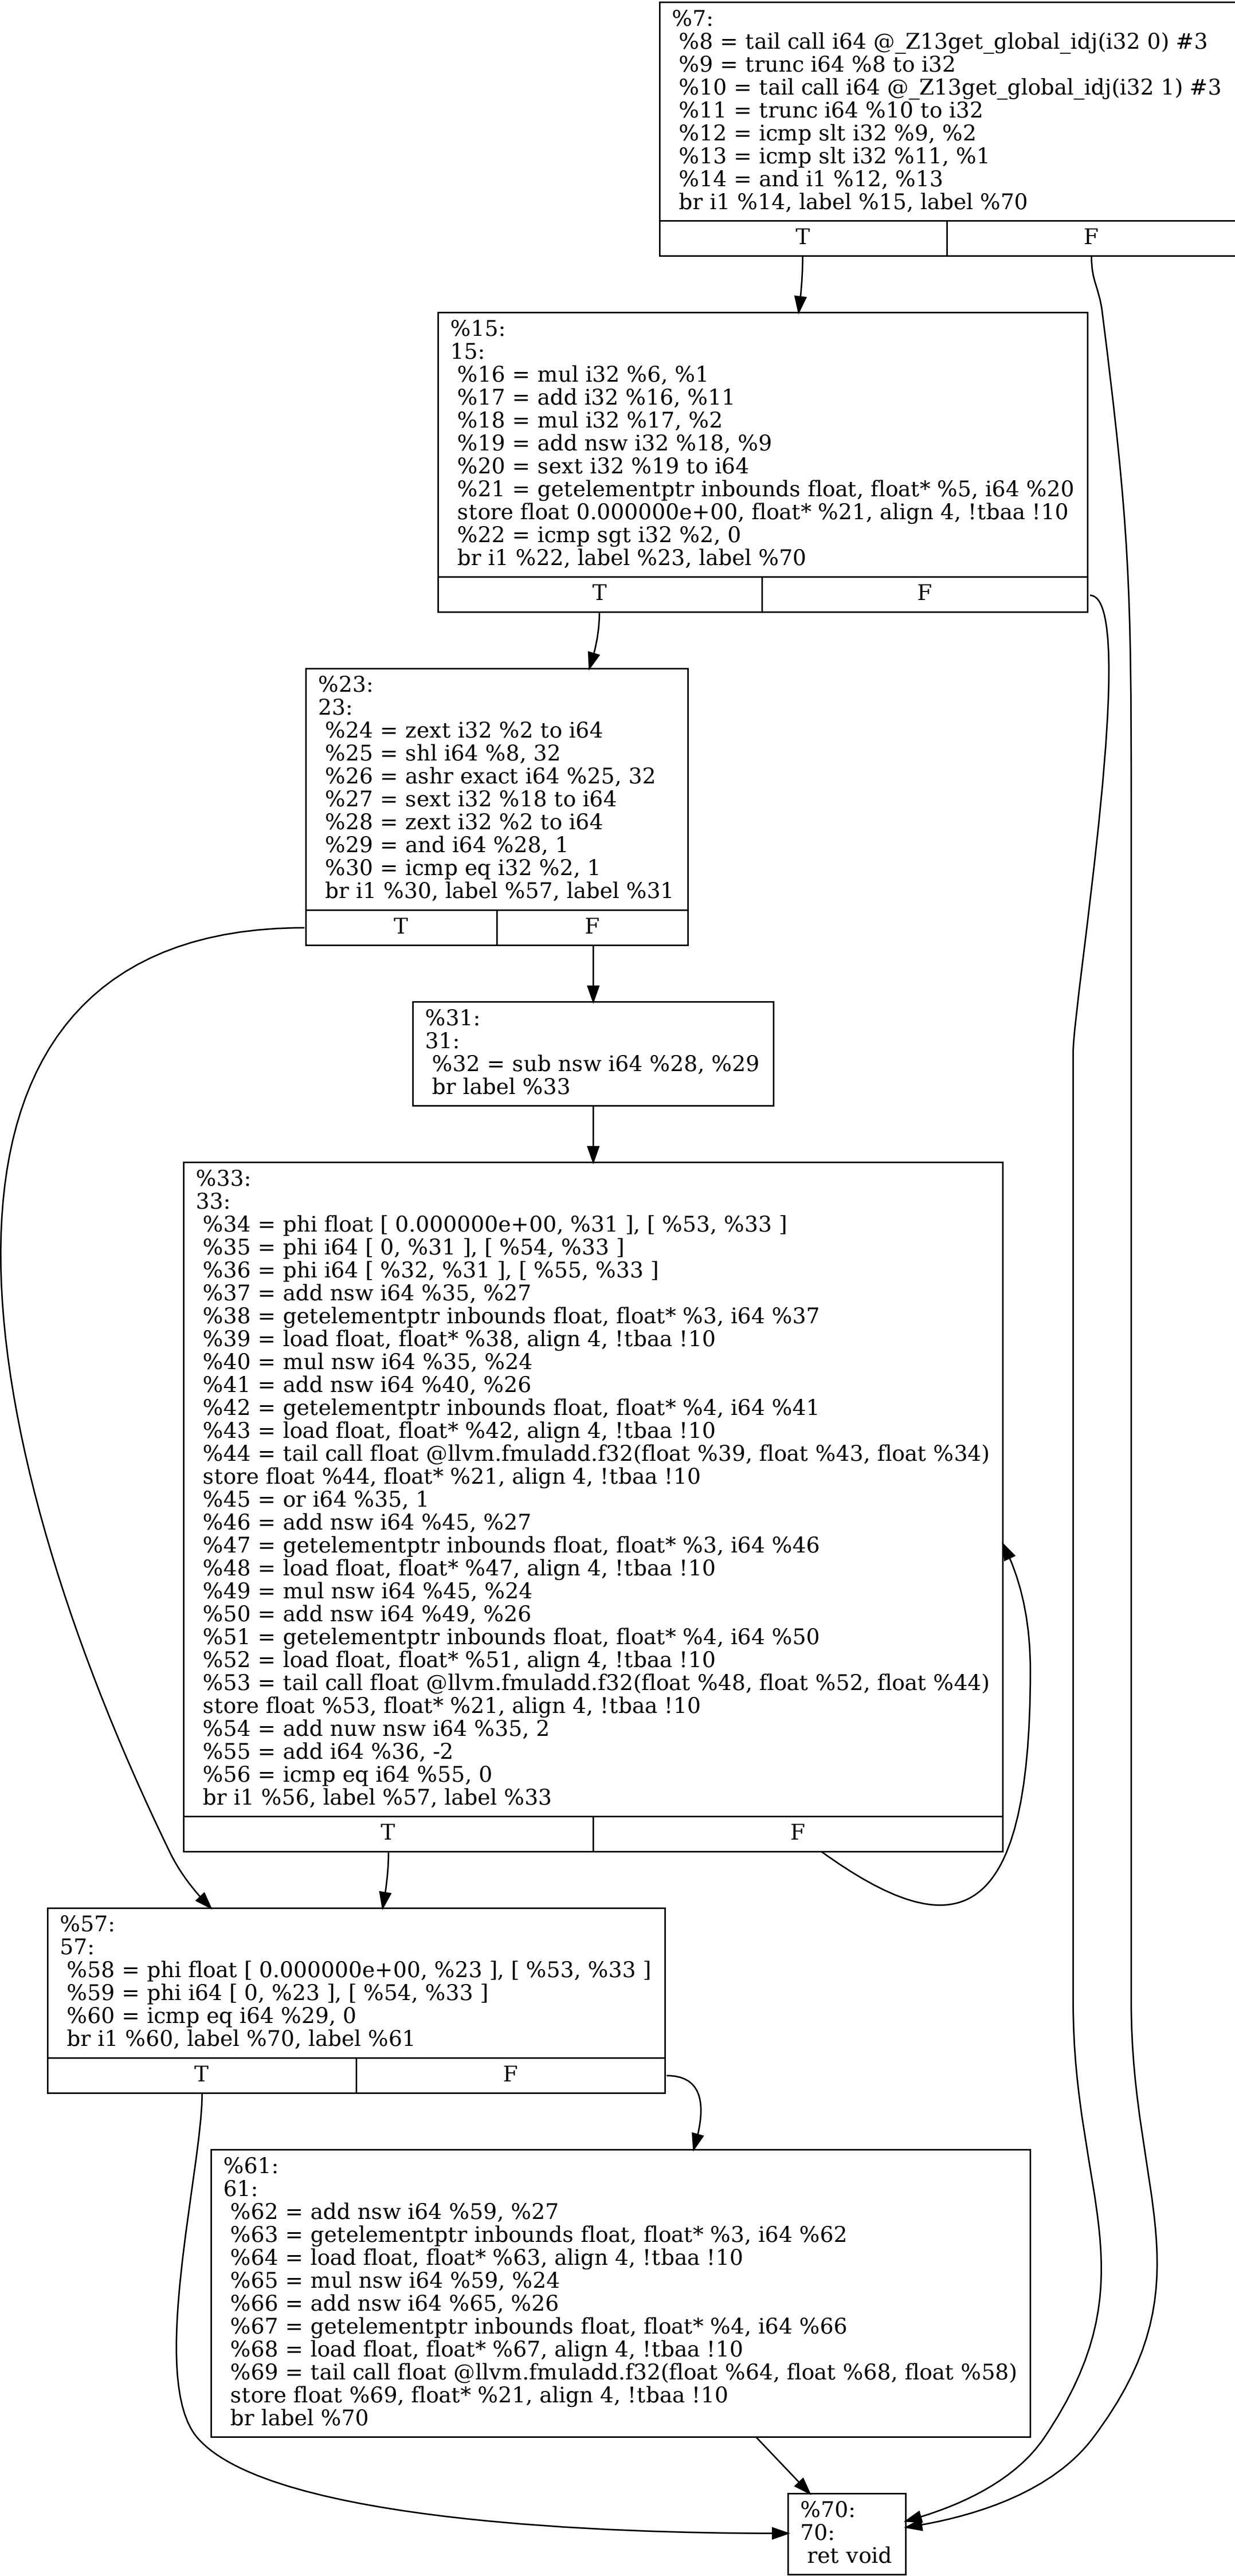 %7:
%8 = tail call i64 @_Z13get_global_idj(i32 0) #3
%9 = trunc i64 %8 to i32
%10 = tail call i64 @_Z13get_global_idj(i32 1) #3
%11 = trunc i64 %10 to i32
%12 = icmp slt i32 %9, %2
%13 = icmp slt i32 %11, %1
%14 = and i1 %12, %13
br i1 %14, label %15, label %70
T F
%15:
15:
%16 = mul i32 %6, %1
%17 = add i32 %16, %11
%18 = mul i32 %17, %2
%19 = add nsw i32 %18, %9
%20 = sext i32 %19 to i64
%21 = getelementptr inbounds float, float* %5, i64 %20
store float 0.000000e+00, float* %21, align 4, !tbaa !10
%22 = icmp sgt i32 %2, 0
br i1 %22, label %23, label %70
T F
%23:
23:
%24 = zext i32 %2 to i64
%25 = shl i64 %8, 32
%26 = ashr exact i64 %25, 32
%27 = sext i32 %18 to i64
%28 = zext i32 %2 to i64
%29 = and i64 %28, 1
%30 = icmp eq i32 %2, 1
br i1 %30, label %57, label %31
T F
%31:
31:
%32 = sub nsw i64 %28, %29
br label %33
%33:
33:
%34 = phi float [ 0.000000e+00, %31 ], [ %53, %33 ]
%35 = phi i64 [ 0, %31 ], [ %54, %33 ]
%36 = phi i64 [ %32, %31 ], [ %55, %33 ]
%37 = add nsw i64 %35, %27
%38 = getelementptr inbounds float, float* %3, i64 %37
%39 = load float, float* %38, align 4, !tbaa !10
%40 = mul nsw i64 %35, %24
%41 = add nsw i64 %40, %26
%42 = getelementptr inbounds float, float* %4, i64 %41
%43 = load float, float* %42, align 4, !tbaa !10
%44 = tail call float @llvm.fmuladd.f32(float %39, float %43, float %34)
store float %44, float* %21, align 4, !tbaa !10
%45 = or i64 %35, 1
%46 = add nsw i64 %45, %27
%47 = getelementptr inbounds float, float* %3, i64 %46
%48 = load float, float* %47, align 4, !tbaa !10
%49 = mul nsw i64 %45, %24
%50 = add nsw i64 %49, %26
%51 = getelementptr inbounds float, float* %4, i64 %50
%52 = load float, float* %51, align 4, !tbaa !10
%53 = tail call float @llvm.fmuladd.f32(float %48, float %52, float %44)
store float %53, float* %21, align 4, !tbaa !10
%54 = add nuw nsw i64 %35, 2
%55 = add i64 %36, -2
%56 = icmp eq i64 %55, 0
br i1 %56, label %57, label %33
T F
%57:
57:
%58 = phi float [ 0.000000e+00, %23 ], [ %53, %33 ]
%59 = phi i64 [ 0, %23 ], [ %54, %33 ]
%60 = icmp eq i64 %29, 0
br i1 %60, label %70, label %61
T F
%61:
61:
%62 = add nsw i64 %59, %27
%63 = getelementptr inbounds float, float* %3, i64 %62
%64 = load float, float* %63, align 4, !tbaa !10
%65 = mul nsw i64 %59, %24
%66 = add nsw i64 %65, %26
%67 = getelementptr inbounds float, float* %4, i64 %66
%68 = load float, float* %67, align 4, !tbaa !10
%69 = tail call float @llvm.fmuladd.f32(float %64, float %68, float %58)
store float %69, float* %21, align 4, !tbaa !10
br label %70
%70:
70:
ret void